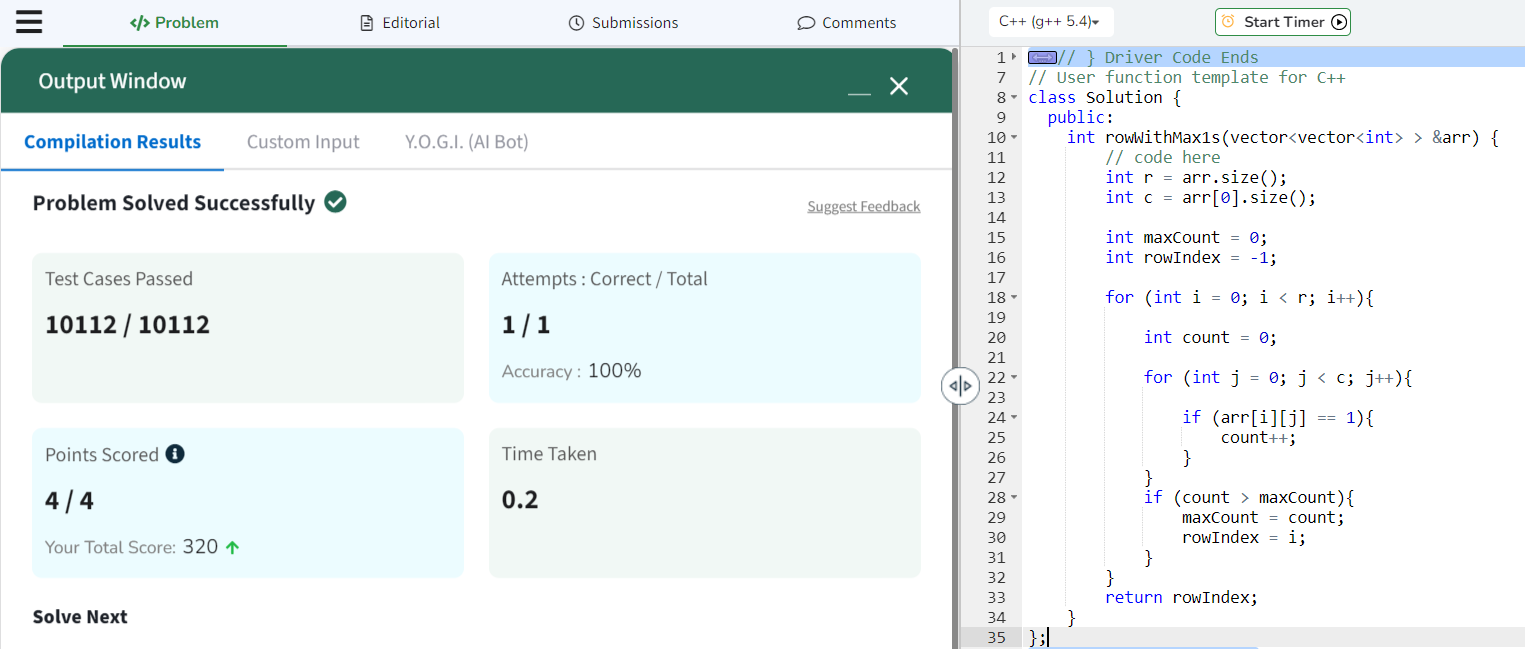 </> Problem
Editorial
Submissions
Comments
Output Window
Compilation Results
Custom Input
Y.O.G.I. (AI Bot)
Problem Solved Successfully
Suggest Feedback
Test Cases Passed
10112 / 10112
Attempts : Correct / Total
1 / 1
Accuracy : 100%
Points Scored
4 / 4
Your Total Score: 320
Time Taken
0.2
Solve Next
C++ (g++ 5.4)
Start Timer
1 // } Driver Code Ends
7 // User function template for C++
8 class Solution {
9 public:
10 int rowWithMax1s(vector<vector<int> > &arr) {
11 // code here
12 int r = arr.size();
13 int c = arr[0].size();
14
15 int maxCount = 0;
16 int rowIndex = -1;
17
18 for (int i = 0; i < r; i++){
19
20 int count = 0;
21
22 for (int j = 0; j < c; j++){
23
24 if (arr[i][j] == 1){
25 count++;
26 }
27 }
28 if (count > maxCount){
29 maxCount = count;
30 rowIndex = i;
31 }
32 }
33 return rowIndex;
34 }
35 };